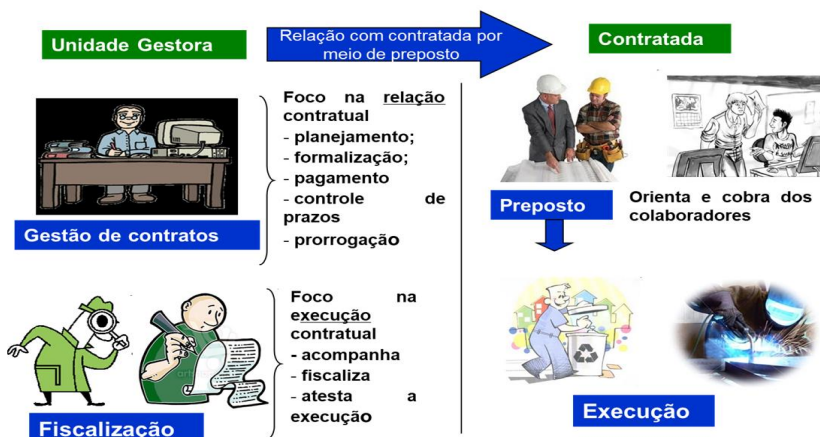 Unidade Gestora
Relação com contratada por
meio de preposto
Contratada
Foco na relação
contratual
- planejamento;
- formalização;
- pagamento
- controle de
prazos
- prorrogação
Gestão de contratos
Preposto
Orienta e cobra dos
colaboradores
Foco na
execução
contratual
- acompanha
- fiscaliza
- atesta a
execução
Fiscalização
Execução